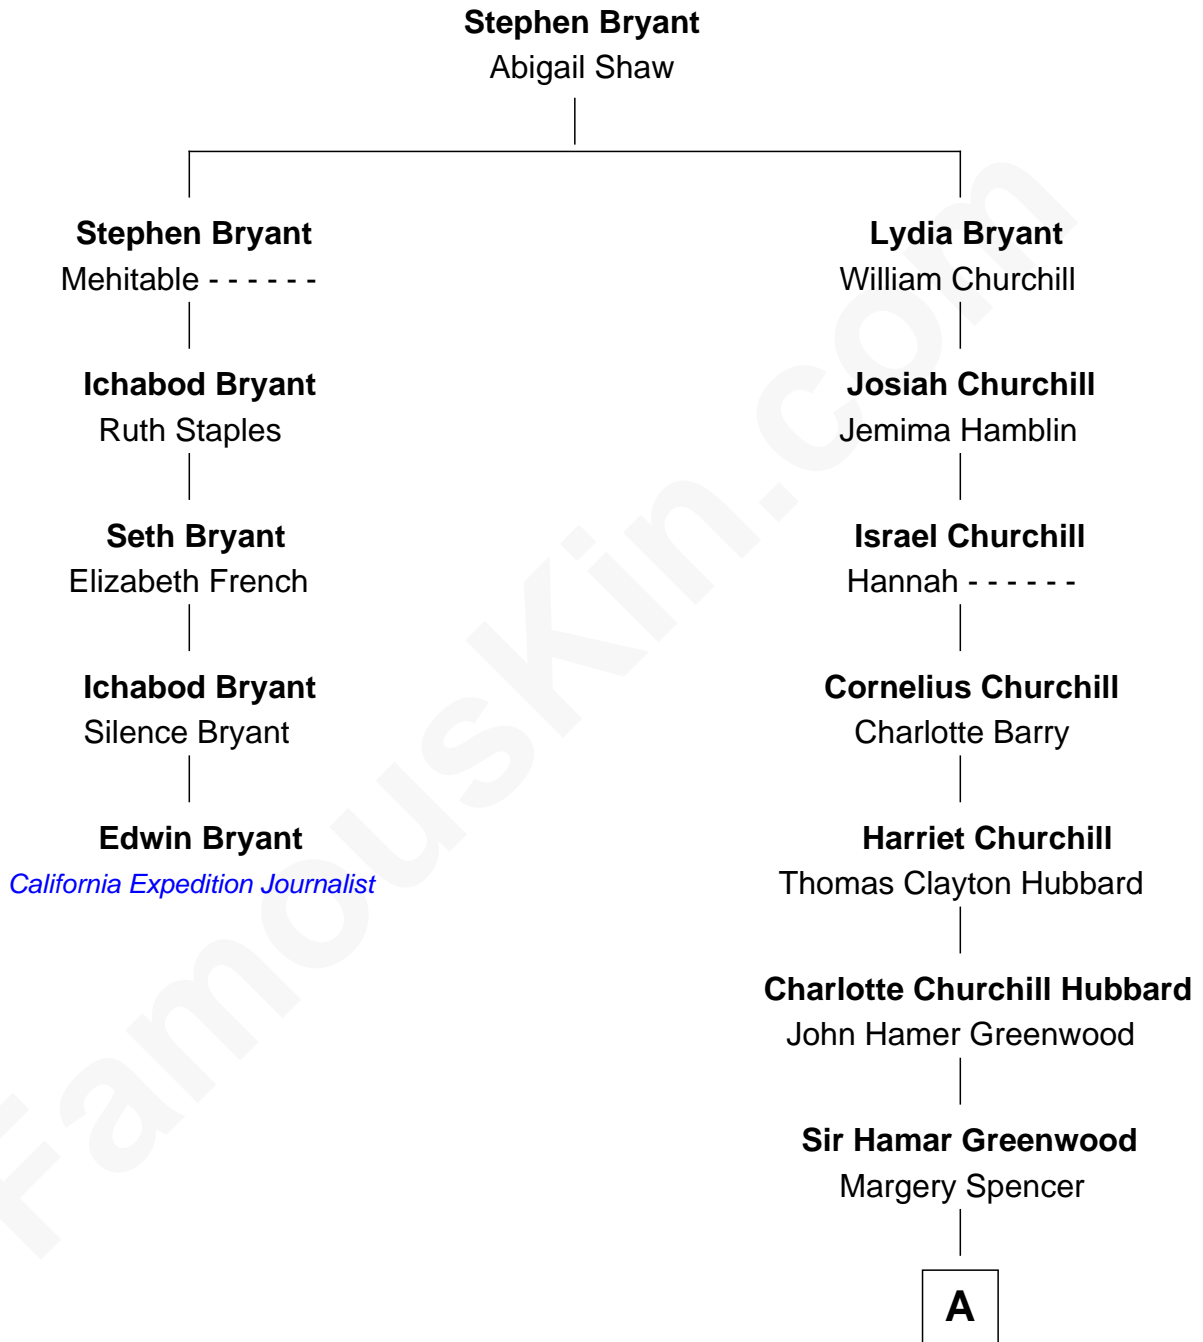 Stephen Bryant
Abigail Shaw
Stephen Bryant
Mehitable - - - - - -
Lydia Bryant
William Churchill
Ichabod Bryant
Ruth Staples
Josiah Churchill
Jemima Hamblin
Seth Bryant
Elizabeth French
Israel Churchill
Hannah - - - - - -
Ichabod Bryant
Silence Bryant
Cornelius Churchill
Charlotte Barry
Edwin Bryant
California Expedition Journalist
Harriet Churchill
Thomas Clayton Hubbard
Charlotte Churchill Hubbard
John Hamer Greenwood
Sir Hamar Greenwood
Margery Spencer
A
FamousKin.com